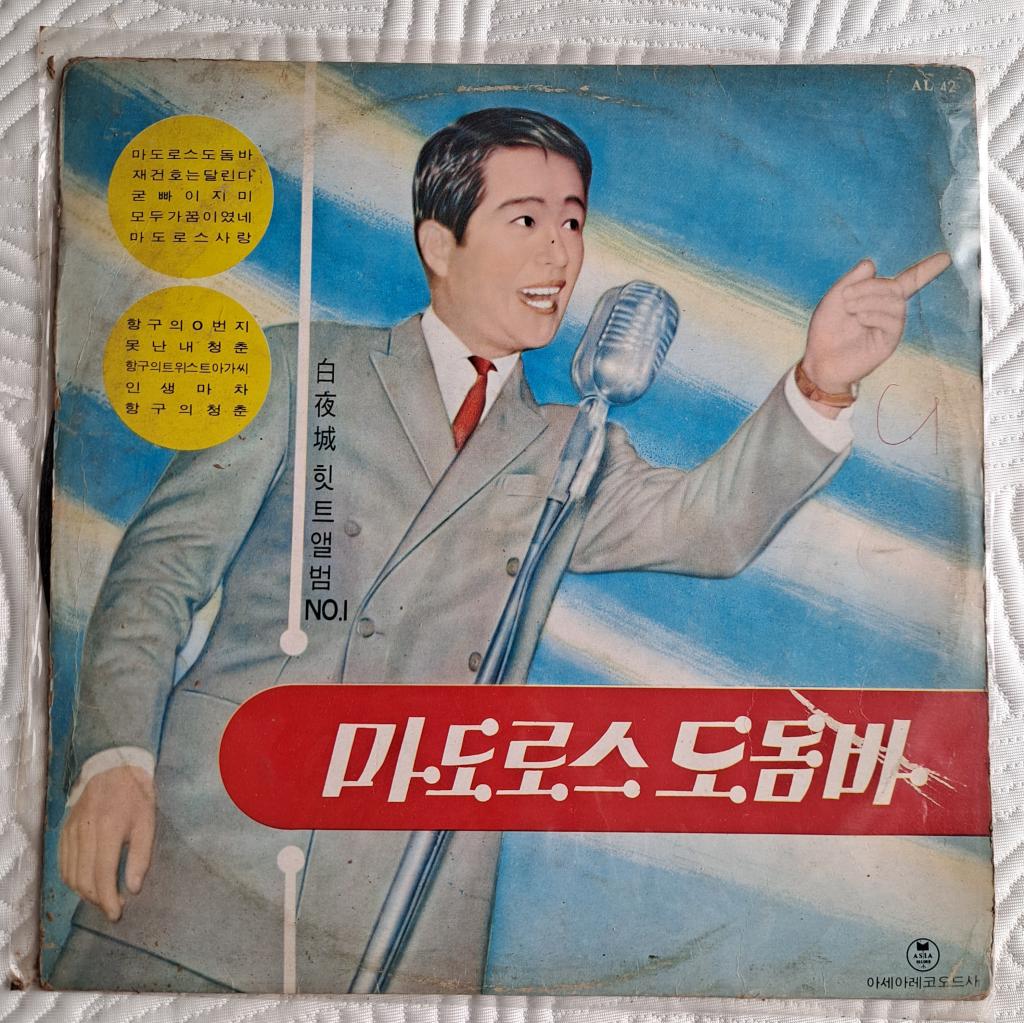 AL 42
마도로스도돔바
재건호는달린다
굳빠이지미
모두가꿈이였네
마도로스사랑
항구의O번지
못난내청춘
항구의트위스트아가씨
인생마차
항구의청춘
白夜城 힛트앨범 NO.1
마도로스 도돔바
ASIA
아세아레코오드사